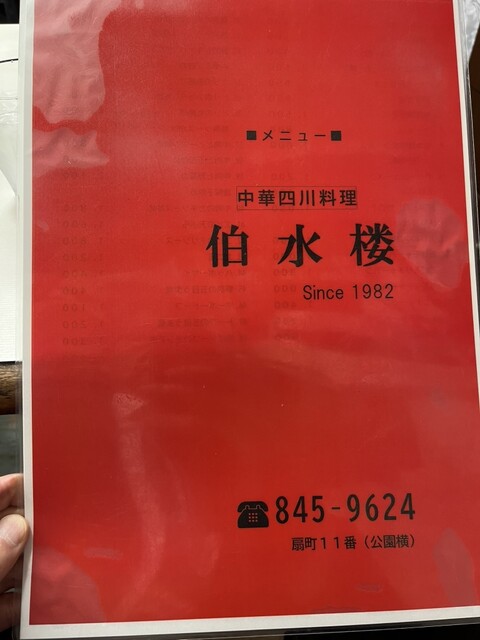 ■メニュー■
中華四川料理
伯水楼
Since 1982
☎845-9624
扇町11番（公園横）